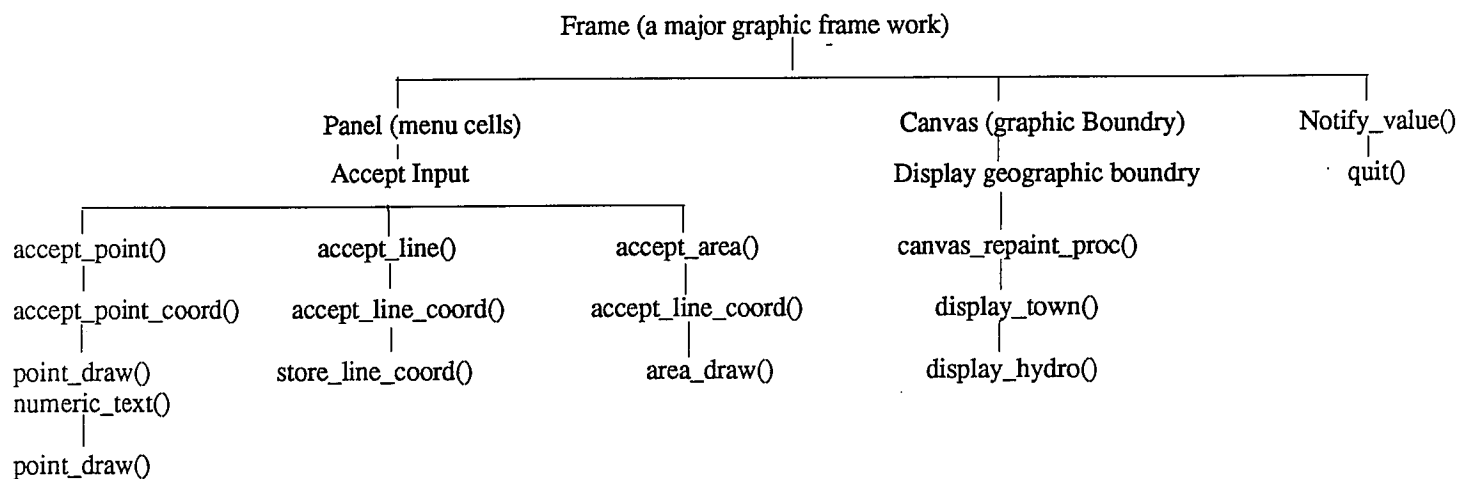 Frame (a major graphic frame work)
Panel (menu cells)
Canvas (graphic Boundry)
Notify_value()
Accept Input
Display geographic boundry
quit()
accept_point()
accept_line()
accept_area()
canvas_repaint_proc()
accept_point_coord()
accept_line_coord()
accept_line_coord()
display_town()
point_draw()
store_line_coord()
area_draw()
display_hydro()
numeric_text()
point_draw()